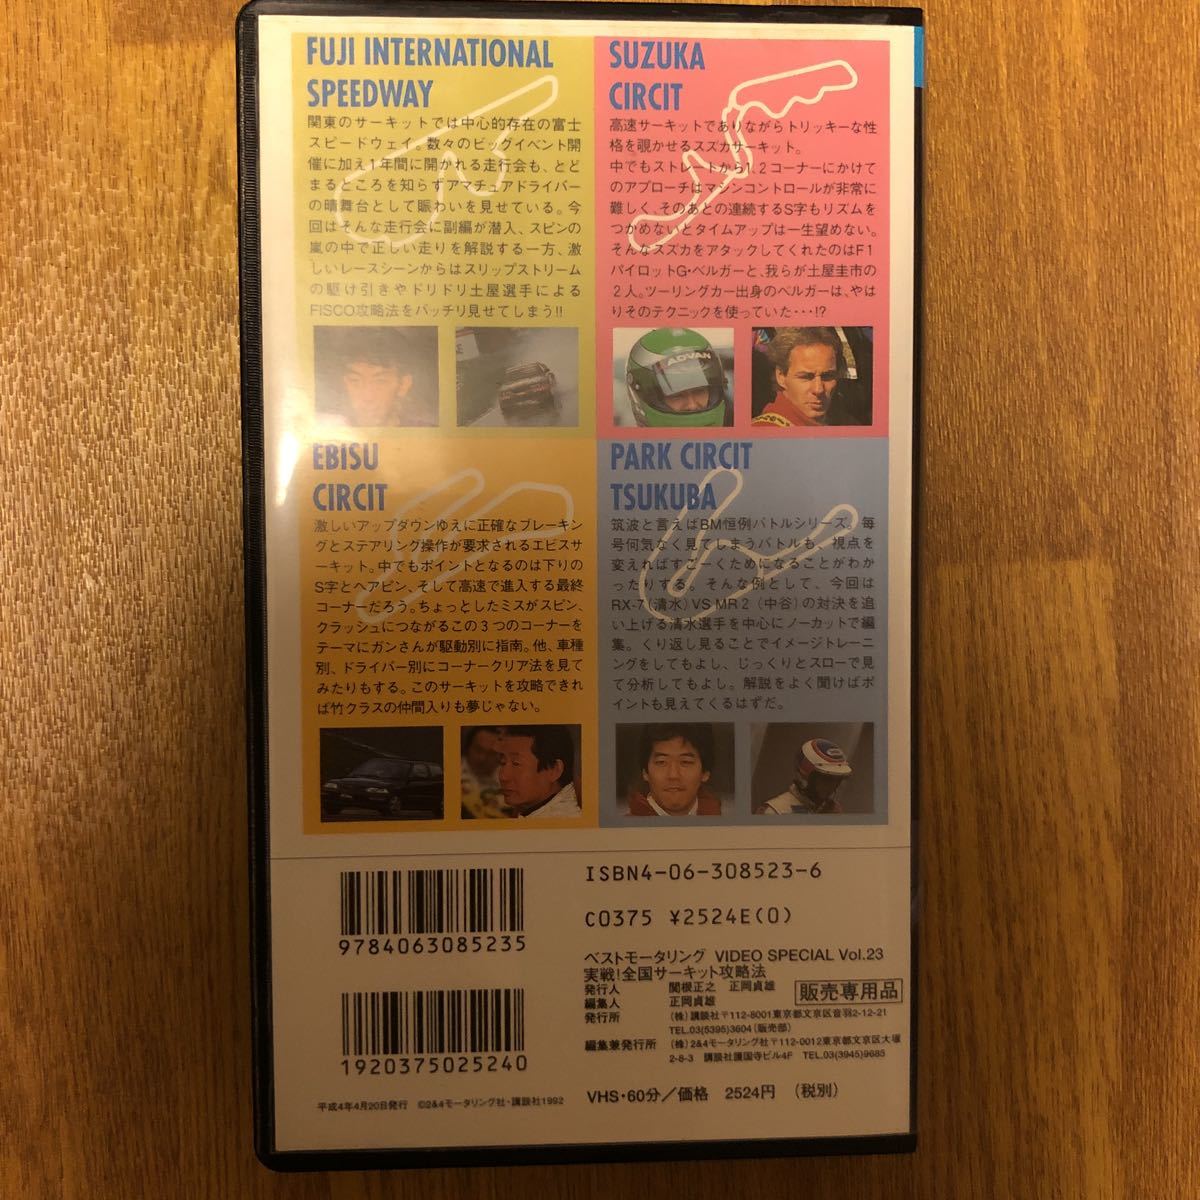 FUJI INTERNATIONAL
SPEEDWAY
関東のサーキットでは中心的存在の富士
スピードウェイ。数々のビッグイベント開
催に加え1年間に開かれる走行会も、とど
まるところを知らずアマチュアドライバー
の晴舞台として賑わいを見せている。今
回はそんな走行会に副編が潜入、スピンの
嵐の中で正しい走りを解説する一方、激
しいレースシーンからはスリップストリーム
の駆け引きやドリドリ土屋選手による
FISCO攻略法をバッチリ見せてしまう!!
SUZUKA
CIRCIT
高速サーキットでありながらトリッキーな性
格を覗かせるスズカサーキット。
中でもストレートから1、2コーナーにかけて
のアプローチはマシンコントロールが非常に
難しく、そのあとの連続するS字もリズムを
つかめないとタイムアップは一生望めない。
そんなスズカをアタックしてくれたのはF1
パイロットG・ベルガーと、我らが土屋圭市の
2人。ツーリングカー出身のベルガーは、やは
りそのテクニックを使っていた・・・!?
ADVAN
EBISU
CIRCIT
激しいアップダウンゆえに正確なブレーキン
グとステアリング操作が要求されるエビスサ
ーキット。中でもポイントとなるのは下りの
S字とヘアピン、そして高速で進入する最終
コーナーだろう。ちょっとしたミスがスピン、
クラッシュにつながるこの3つのコーナーを
テーマにガンさんが駆動別に指南。他、車種
別、ドライバー別にコーナークリア法を見て
みたりもする。このサーキットを攻略できれ
ば竹クラスの仲間入りも夢じゃない。
PARK CIRCIT
TSUKUBA
筑波と言えばBM恒例バトルシリーズ。毎
号何気なく見てしまうバトルも、視点を
変えればすごーくためになることがわか
ったりする。そんな例として、今回は
RX-7(清水)VS MR2(中谷)の対決を追
い上げる清水選手を中心にノーカットで編
集。くり返し見ることでイメージトレーニ
ングをしてもよし、じっくりとスローで見
て分析してもよし。解説をよく聞けばポ
イントも見えてくるはずだ。
9784063085235
1920375025240
平成4年4月20日発行 ©2&4モータリング社・講談社1992
ISBN4-06-308523-6
C0375 ¥2524E(0)
ベストモータリング VIDEO SPECIAL Vol.23
実戦!全国サーキット攻略法
発行人 関根正之 正岡貞雄
編集人 正岡貞雄
販売専用品
発行所 (株)講談社〒112-8001東京都文京区音羽2-12-21
TEL.03(5395)3604(販売部)
編集兼発行所 (株)2&4モータリング社〒112-0012東京都文京区大塚
2-8-3 講談社護国寺ビル4F TEL.03(3945)9685
VHS・60分/価格 2524円 (税別)